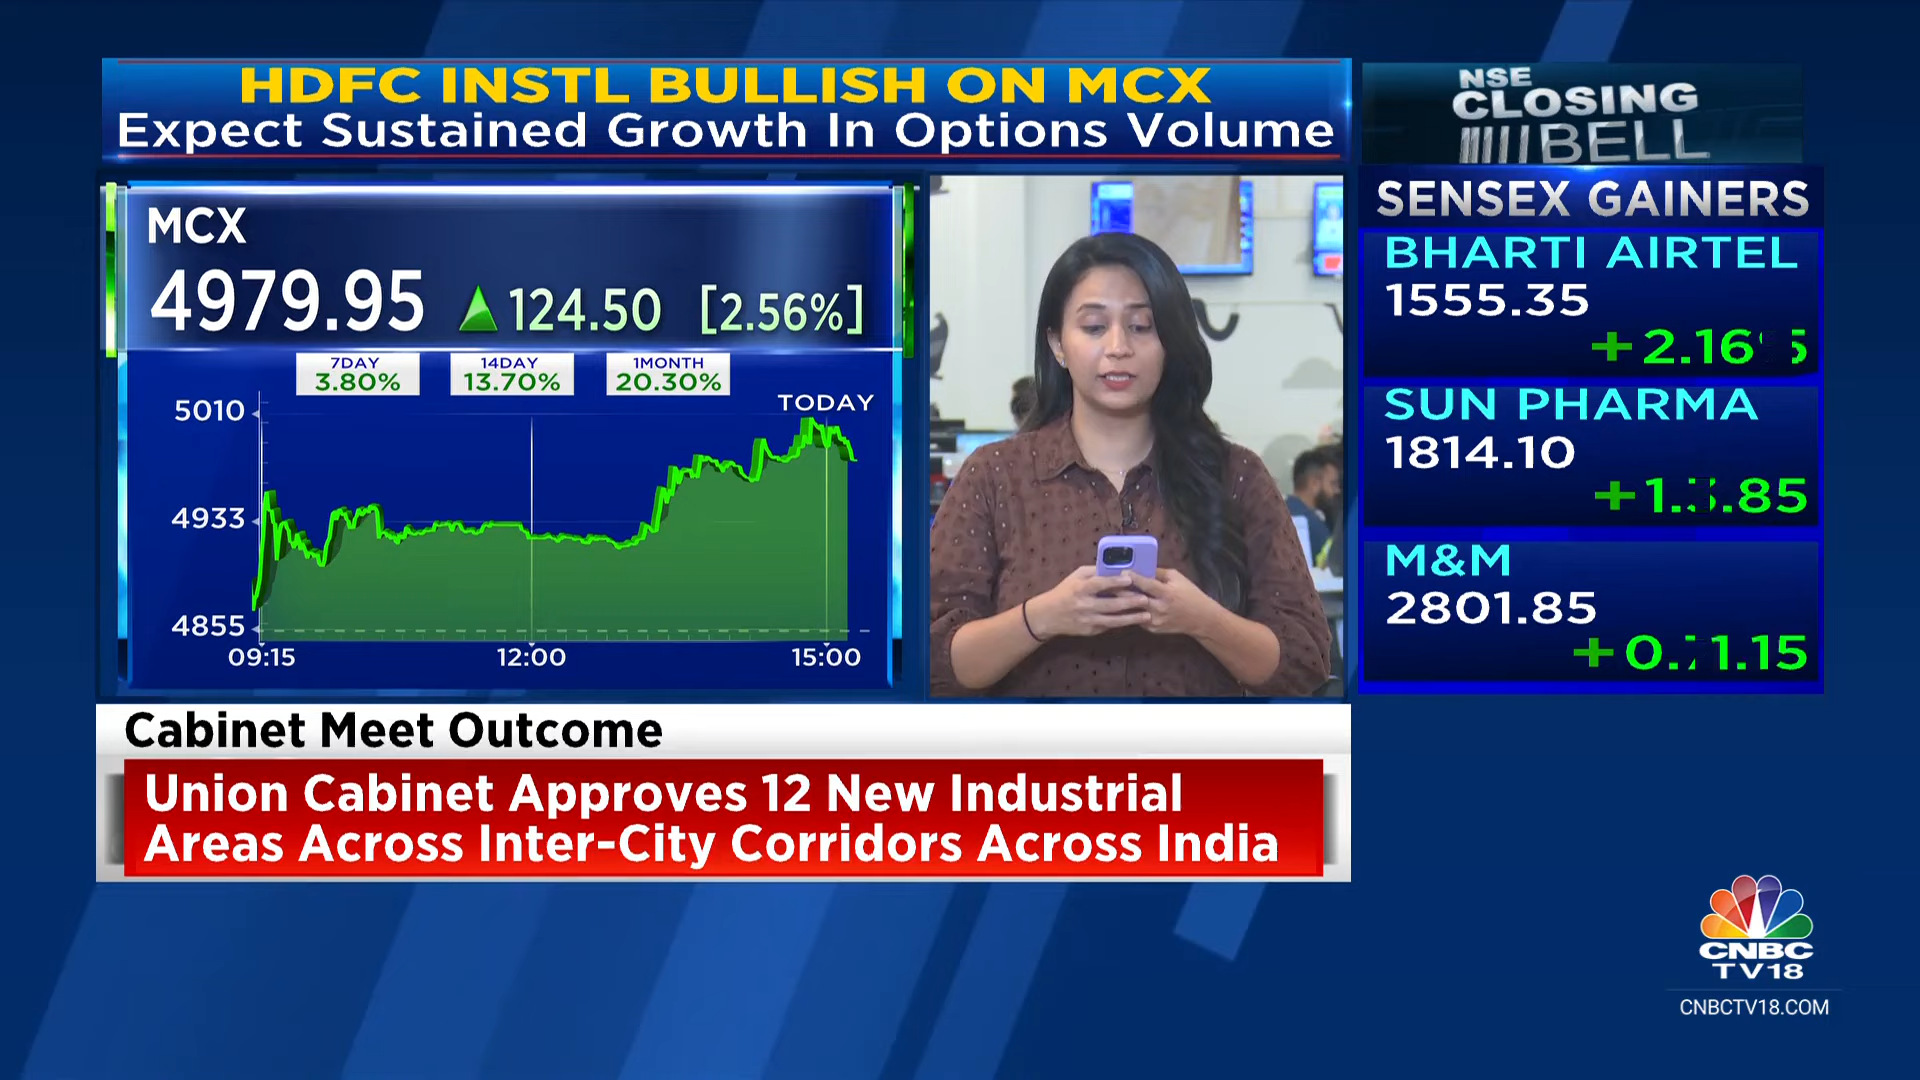 HDFC INSTL BULLISH ON MCX
Expect Sustained Growth In Options Volume
NSE
CLOSING
BELL
MCX
4979.95 124.50 [2.56%]
7DAY 14DAY 1MONTH
3.80% 13.70% 20.30%
TODAY
5010
4933
4855
09:15 12:00 15:00
SENSEX GAINERS
BHARTI AIRTEL
1555.35
SUN PHARMA
1814.10
M&M
2801.85
Cabinet Meet Outcome
Union Cabinet Approves 12 New Industrial
Areas Across Inter-City Corridors Across India
CNBC
TV18
CNBCTV18.COM